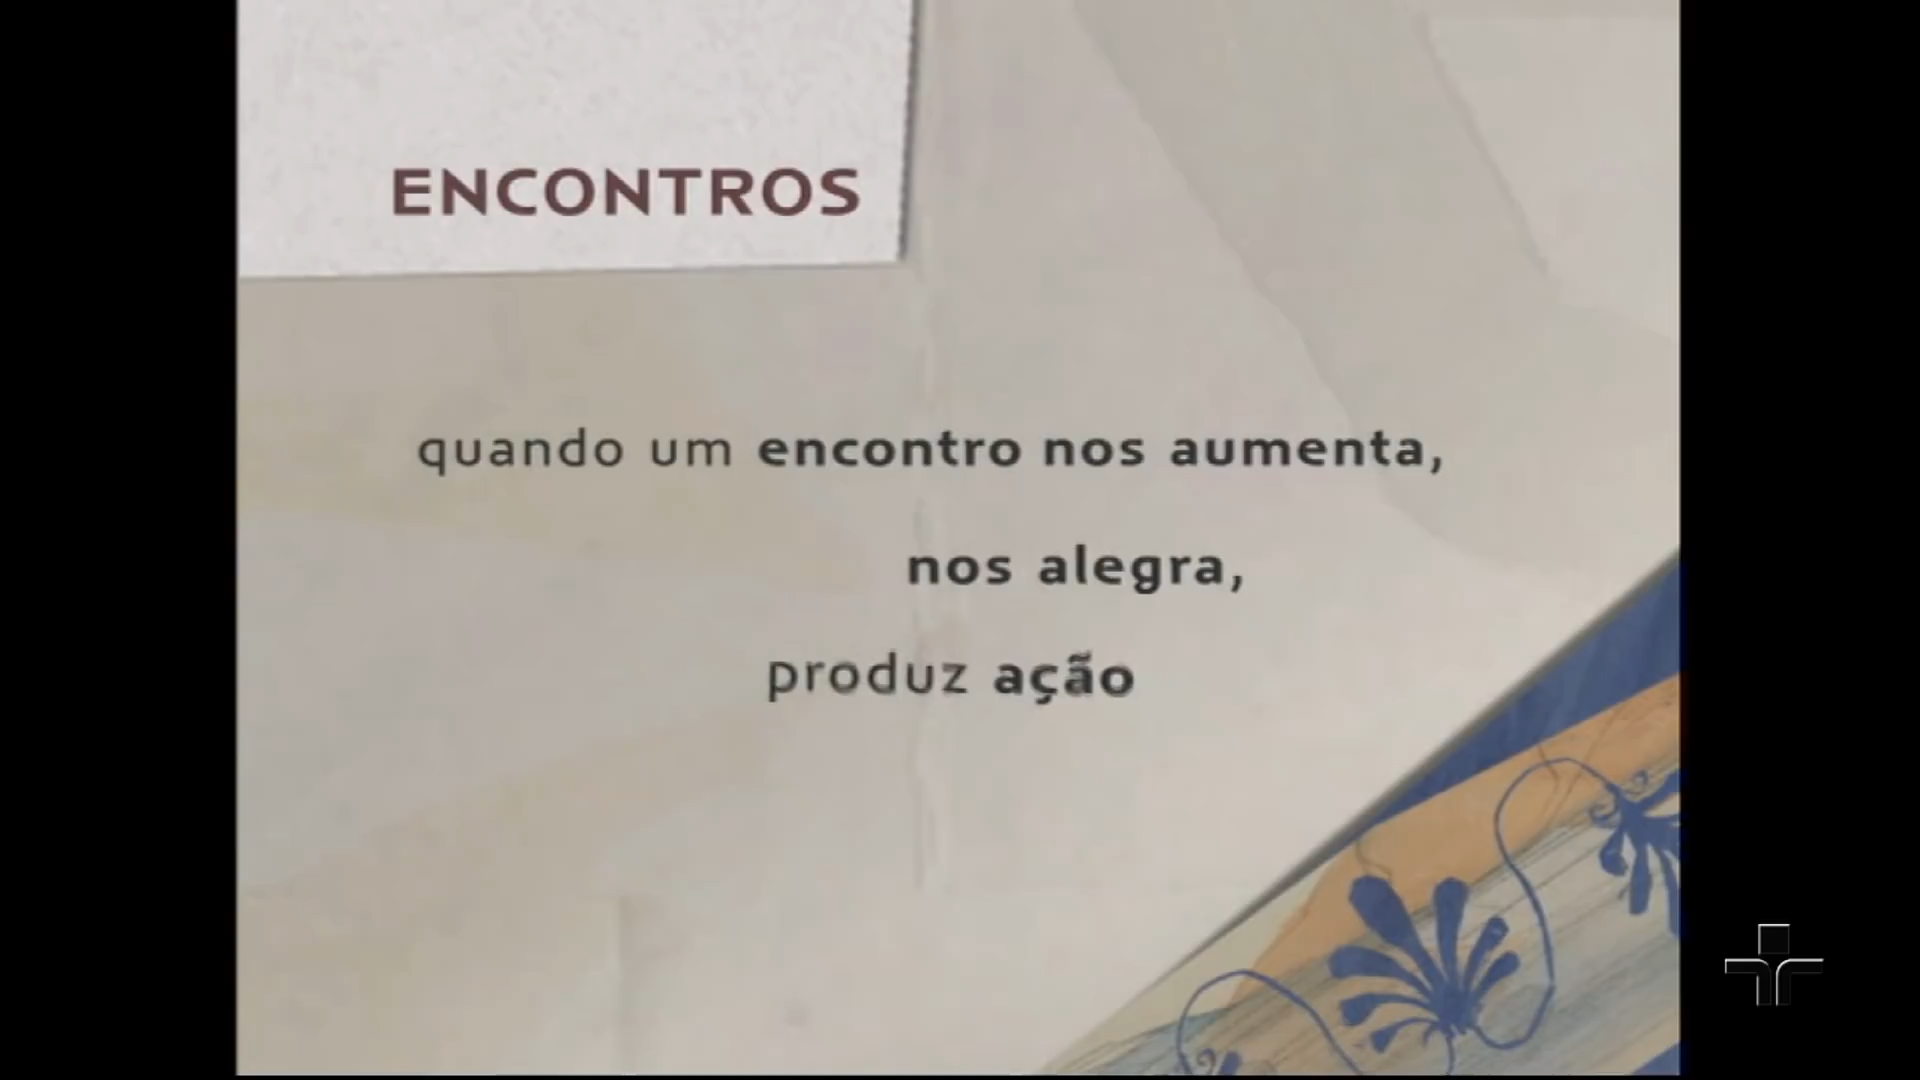 ENCONTROS
quando um encontro nos aumenta,
nos alegra,
produz ação